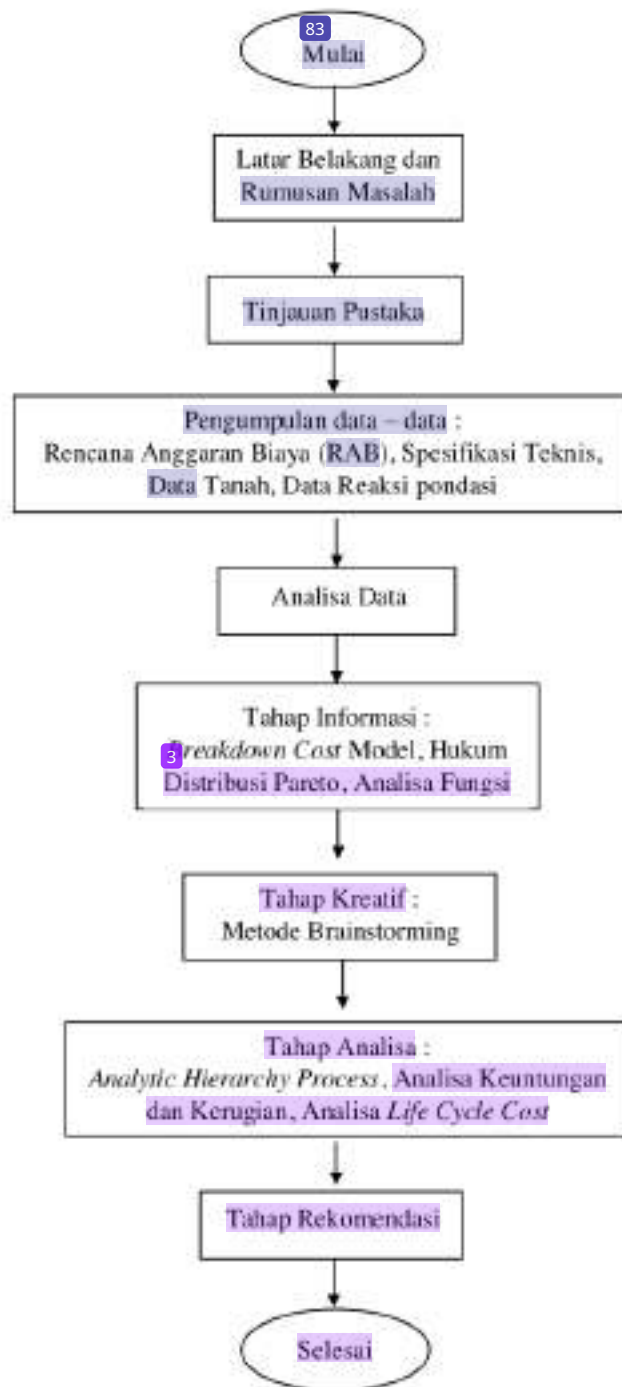 83
Mulai
Latar Belakang dan
Rumusan Masalah
Tinjauan Pustaka
Pengumpulan data – data :
Rencana Anggaran Biaya (RAB), Spesifikasi Teknis,
Data Tanah, Data Reaksi pondasi
Analisa Data
Tahap Informasi :
3
Breakdown Cost Model, Hukum
Distribusi Pareto, Analisa Fungsi
Tahap Kreatif :
Metode Brainstorming
Tahap Analisa :
Analytic Hierarchy Process, Analisa Keuntungan
dan Kerugian, Analisa Life Cycle Cost
Tahap Rekomendasi
Selesai